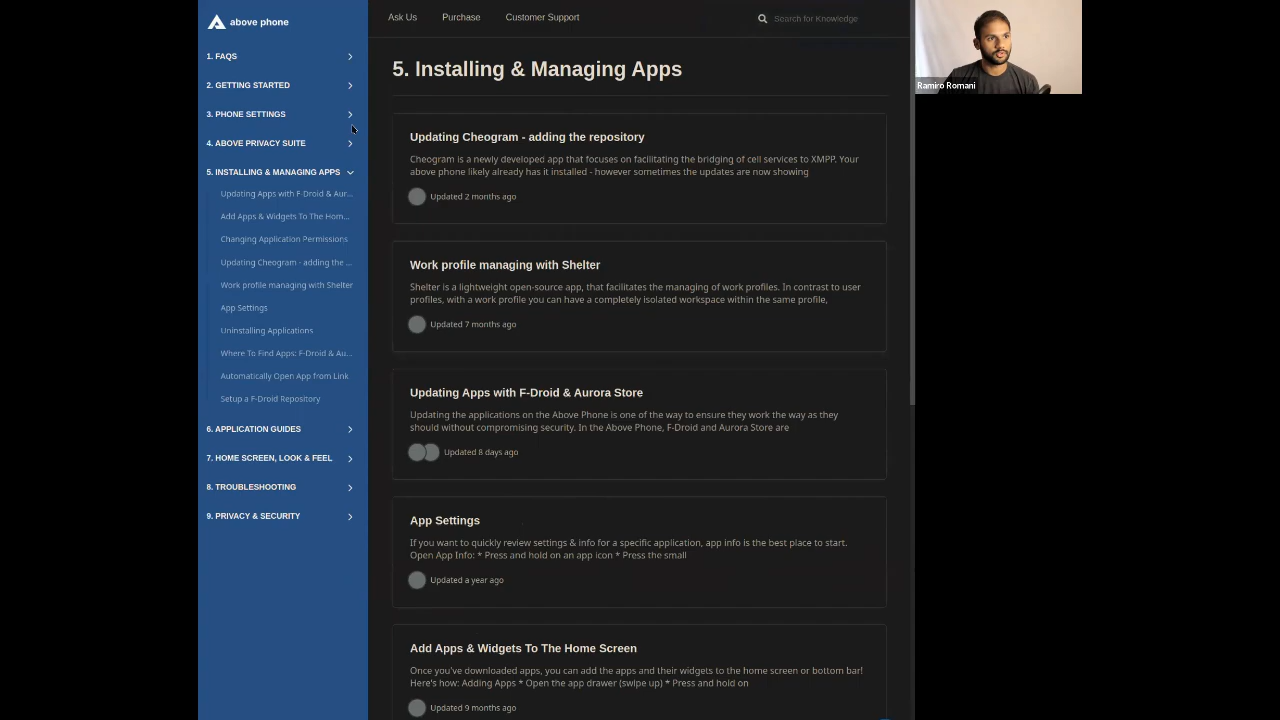 above phone
1. FAQS
2. GETTING STARTED
3. PHONE SETTINGS
4. ABOVE PRIVACY SUITE
5. INSTALLING & MANAGING APPS
Updating Apps with F-Droid & Aur...
Add Apps & Widgets To The Hom...
Changing Application Permissions
Updating Cheogram - adding the ...
Work profile managing with Shelter
App Settings
Uninstalling Applications
Where To Find Apps: F-Droid & Au...
Automatically Open App from Link
Setup a F-Droid Repository
6. APPLICATION GUIDES
7. HOME SCREEN, LOOK & FEEL
8. TROUBLESHOOTING
9. PRIVACY & SECURITY
Ask Us
Purchase
Customer Support
Search for Knowledge
5. Installing & Managing Apps
Updating Cheogram - adding the repository
Cheogram is a newly developed app that focuses on facilitating the bridging of cell services to XMPP. Your
above phone likely already has it installed - however sometimes the updates are now showing
Updated 2 months ago
Work profile managing with Shelter
Shelter is a lightweight open-source app, that facilitates the managing of work profiles. In contrast to user
profiles, with a work profile you can have a completely isolated workspace within the same profile,
Updated 7 months ago
Updating Apps with F-Droid & Aurora Store
Updating the applications on the Above Phone is one of the way to ensure they work the way as they
should without compromising security. In the Above Phone, F-Droid and Aurora Store are
Updated 8 days ago
App Settings
If you want to quickly review settings & info for a specific application, app info is the best place to start.
Open App Info: * Press and hold on an app icon * Press the small
Updated a year ago
Add Apps & Widgets To The Home Screen
Once you've downloaded apps, you can add the apps and their widgets to the home screen or bottom bar!
Here's how: Adding Apps * Open the app drawer (swipe up) * Press and hold on
Updated 9 months ago
Ramiro Romani